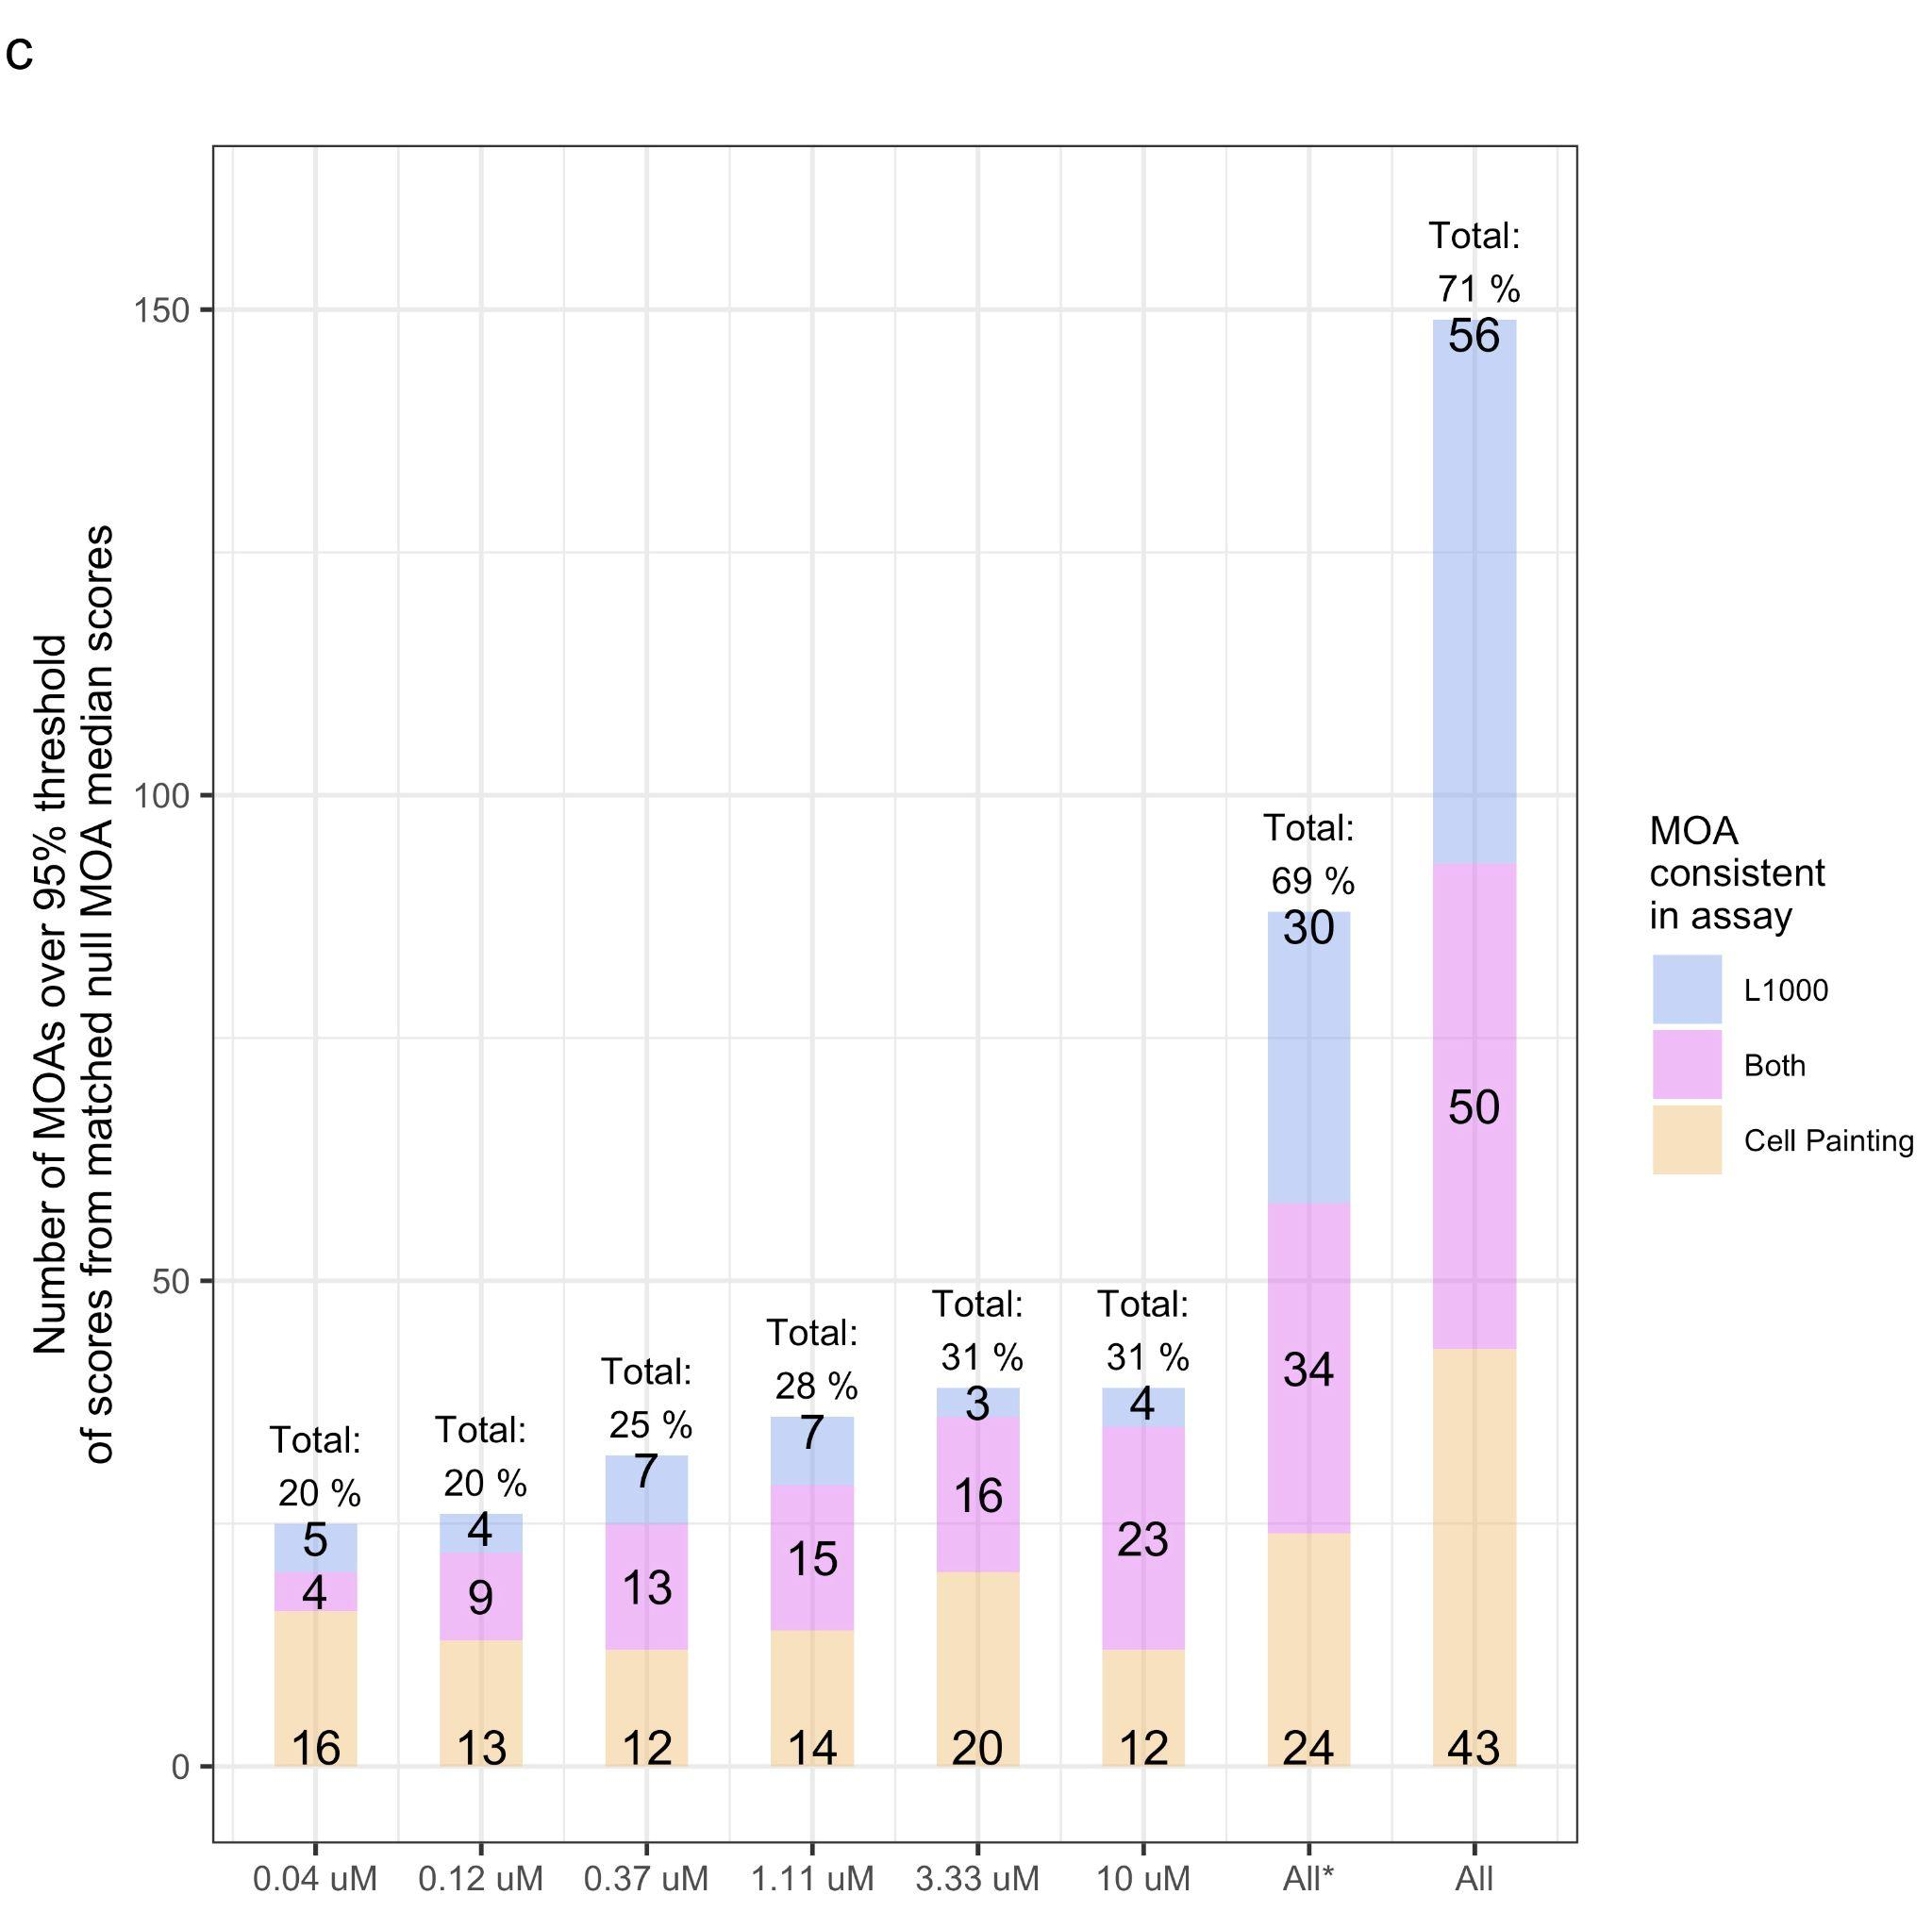 c
Number of MOAs over 95% threshold
of scores from matched null MOA median scores
150
100
50
0
Total:
20 %
5
4
16
Total:
20 %
4
9
13
Total:
25 %
7
13
12
Total:
28 %
7
15
14
Total:
31 %
3
16
20
Total:
31 %
4
23
12
Total:
69 %
30
34
24
Total:
71 %
56
50
43
0.04 uM
0.12 uM
0.37 uM
1.11 uM
3.33 uM
10 uM
All*
All
MOA
consistent
in assay
L1000
Both
Cell Painting